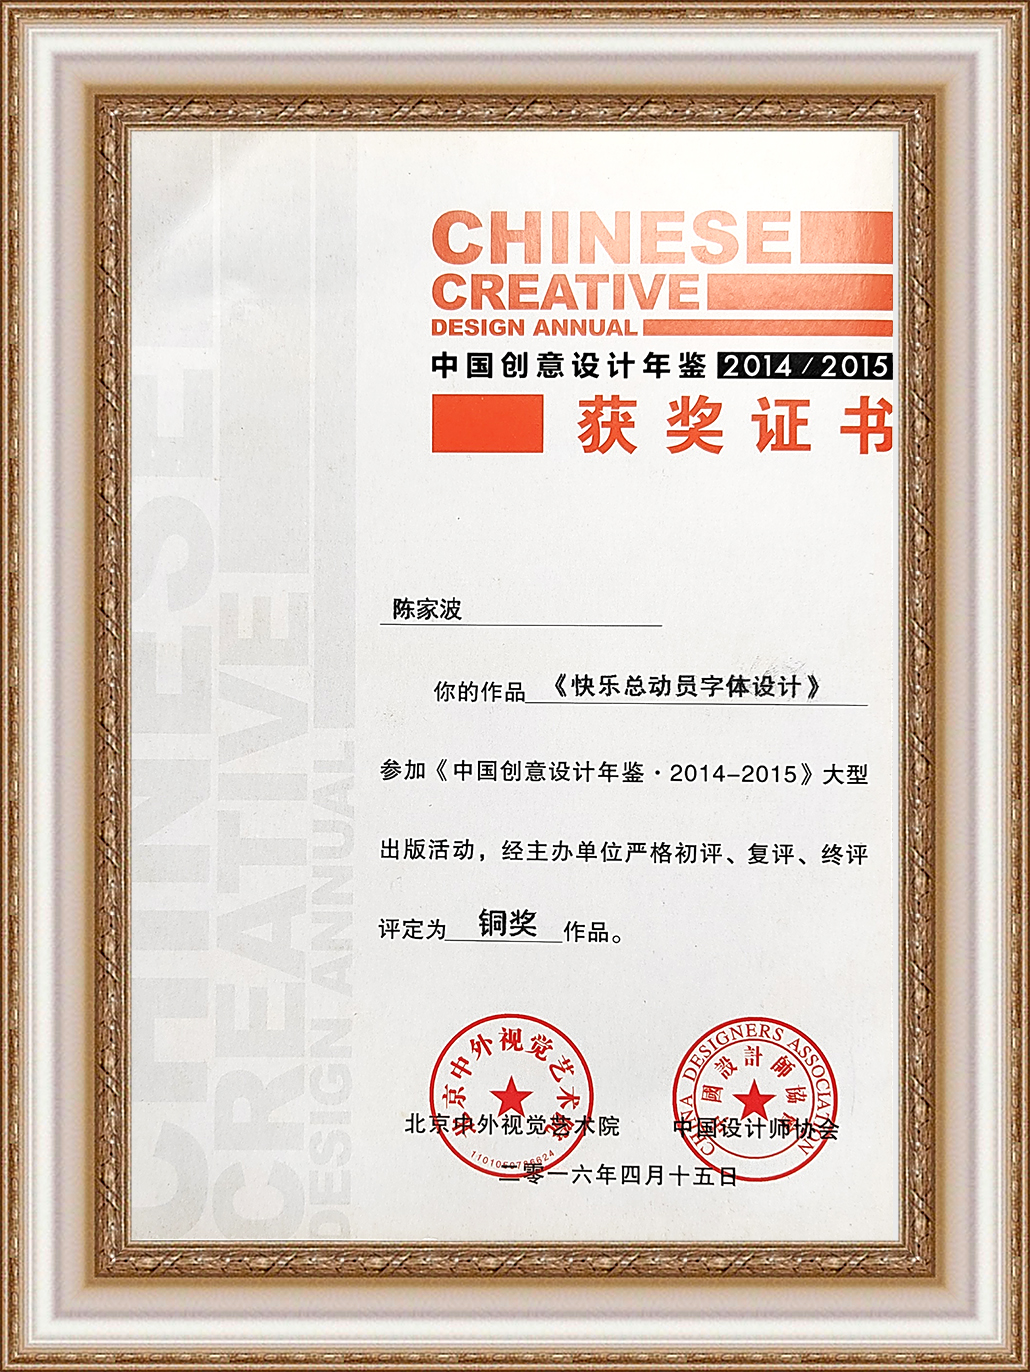 CHINESE
CREATIVE
DESIGN ANNUAL
中国创意设计年鉴 2014/2015
获奖证书
陈家波
你的作品《快乐总动员字体设计》
参加《中国创意设计年鉴·2014-2015》大型
出版活动，经主办单位严格初评、复评、终评
评定为 铜奖 作品。
北京中外视觉艺术院
CHINA DESIGNERS ASSOCIATION
中國設計師協會
北京中外视觉艺术院 中国设计师协会
二零一六年四月十五日
CHINESE
CREATIVE
DESIGN ANNUAL